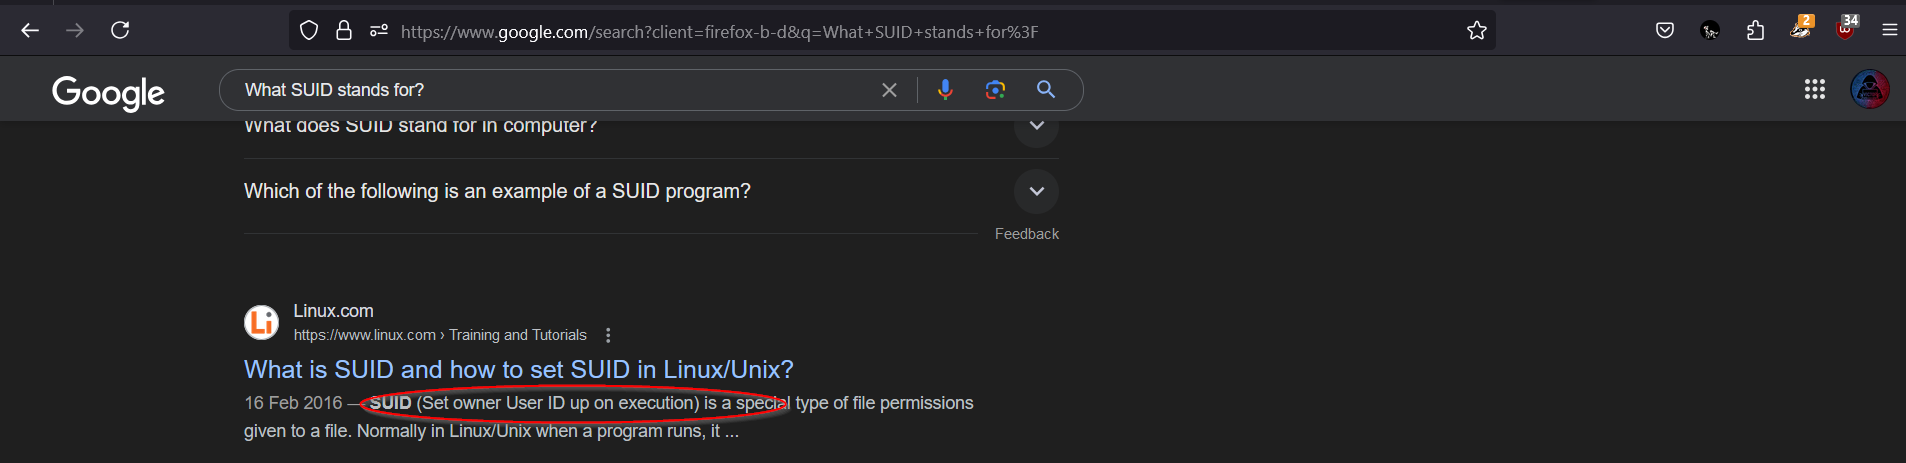 https://www.google.com/search?client=firefox-b-d&q=What+SUID+stands+for%3F
2
34
Google
What SUID stands for?
What does SUID stand for in computer?
Which of the following is an example of a SUID program?
Feedback
Li
Linux.com
https://www.linux.com › Training and Tutorials
What is SUID and how to set SUID in Linux/Unix?
16 Feb 2016 — SUID (Set owner User ID up on execution) is a special type of file permissions
given to a file. Normally in Linux/Unix when a program runs, it ...